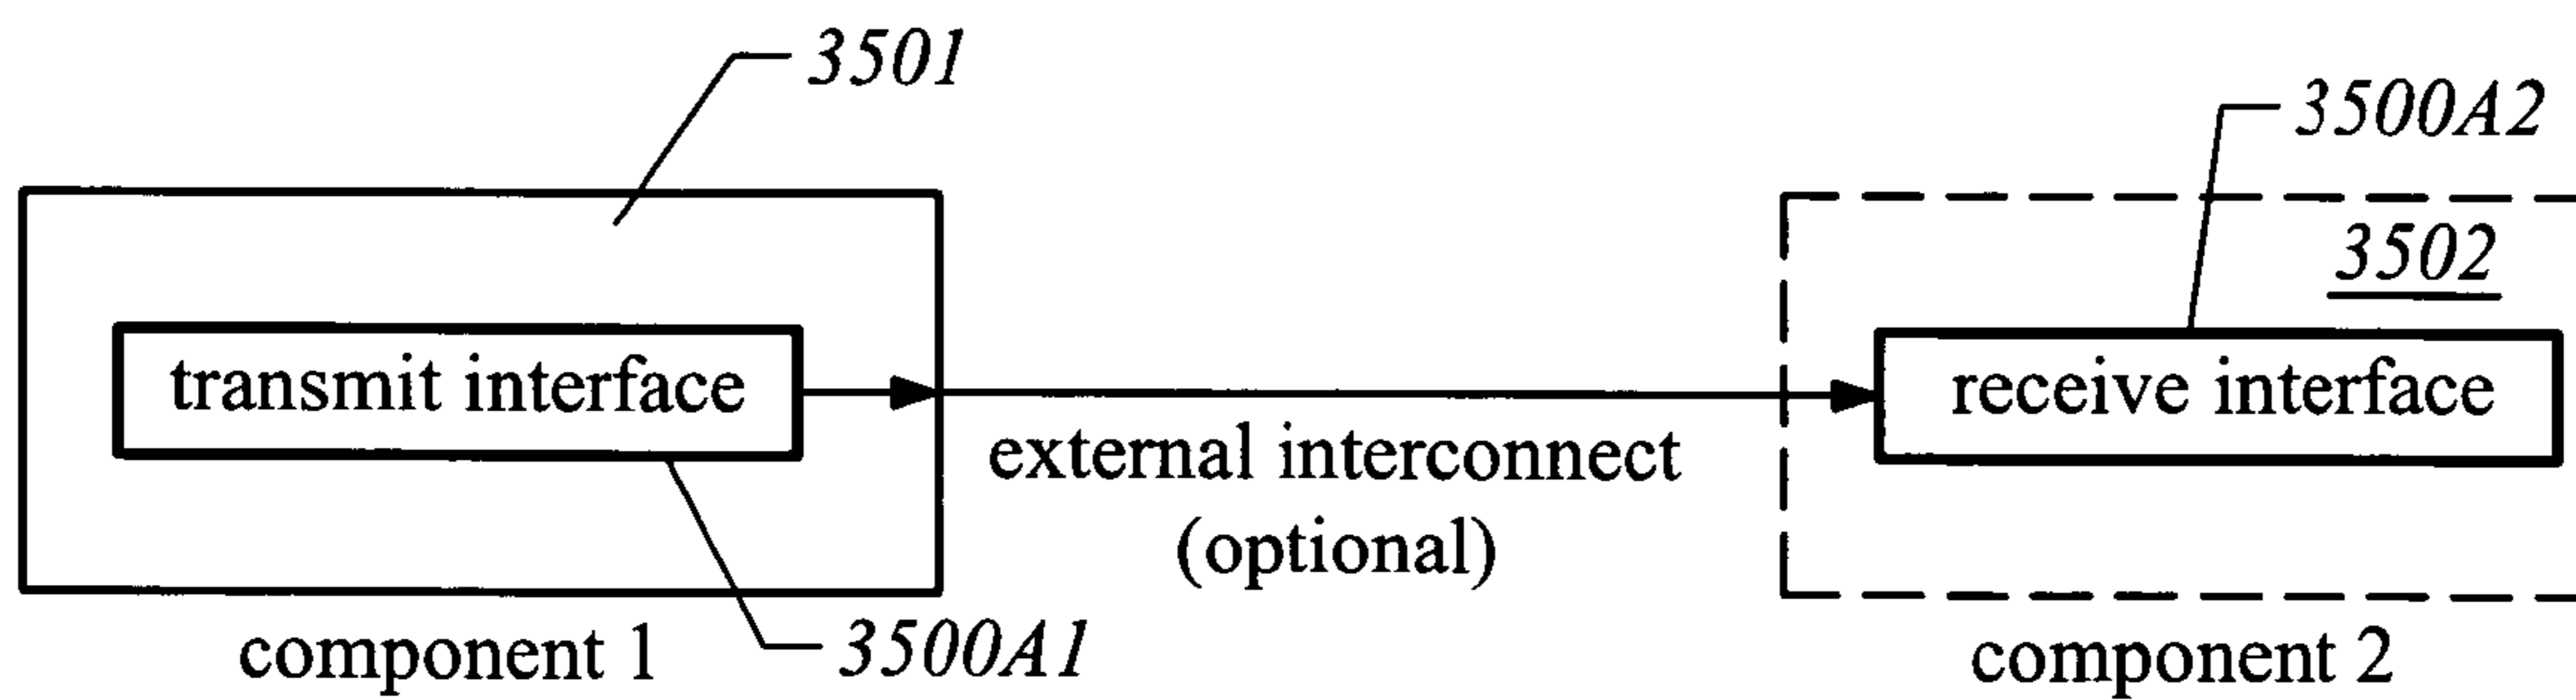 3501
3500A2
3502
transmit interface
receive interface
external interconnect
(optional)
component 1
3500A1
component 2